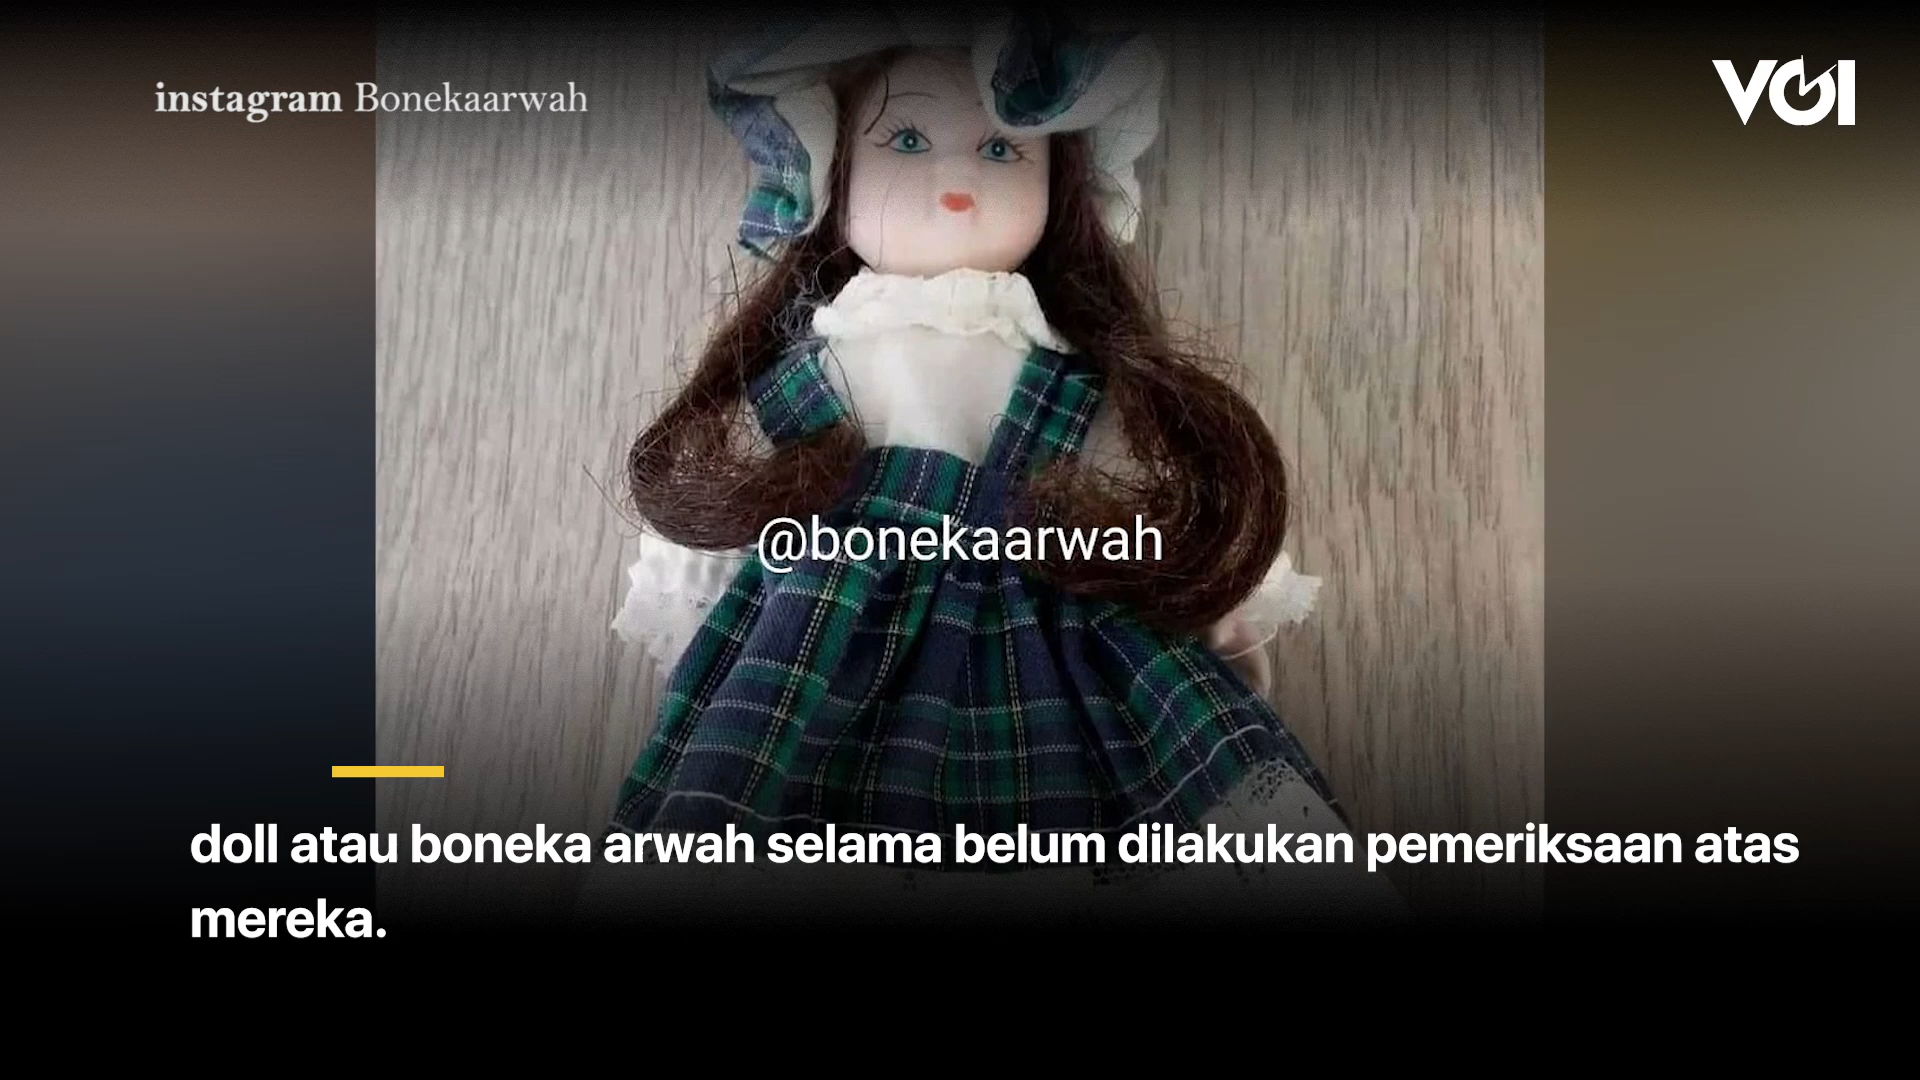 instagram Bonekaarwah
VOI
@bonekaarwah
doll atau boneka arwah selama belum dilakukan pemeriksaan atas
mereka.